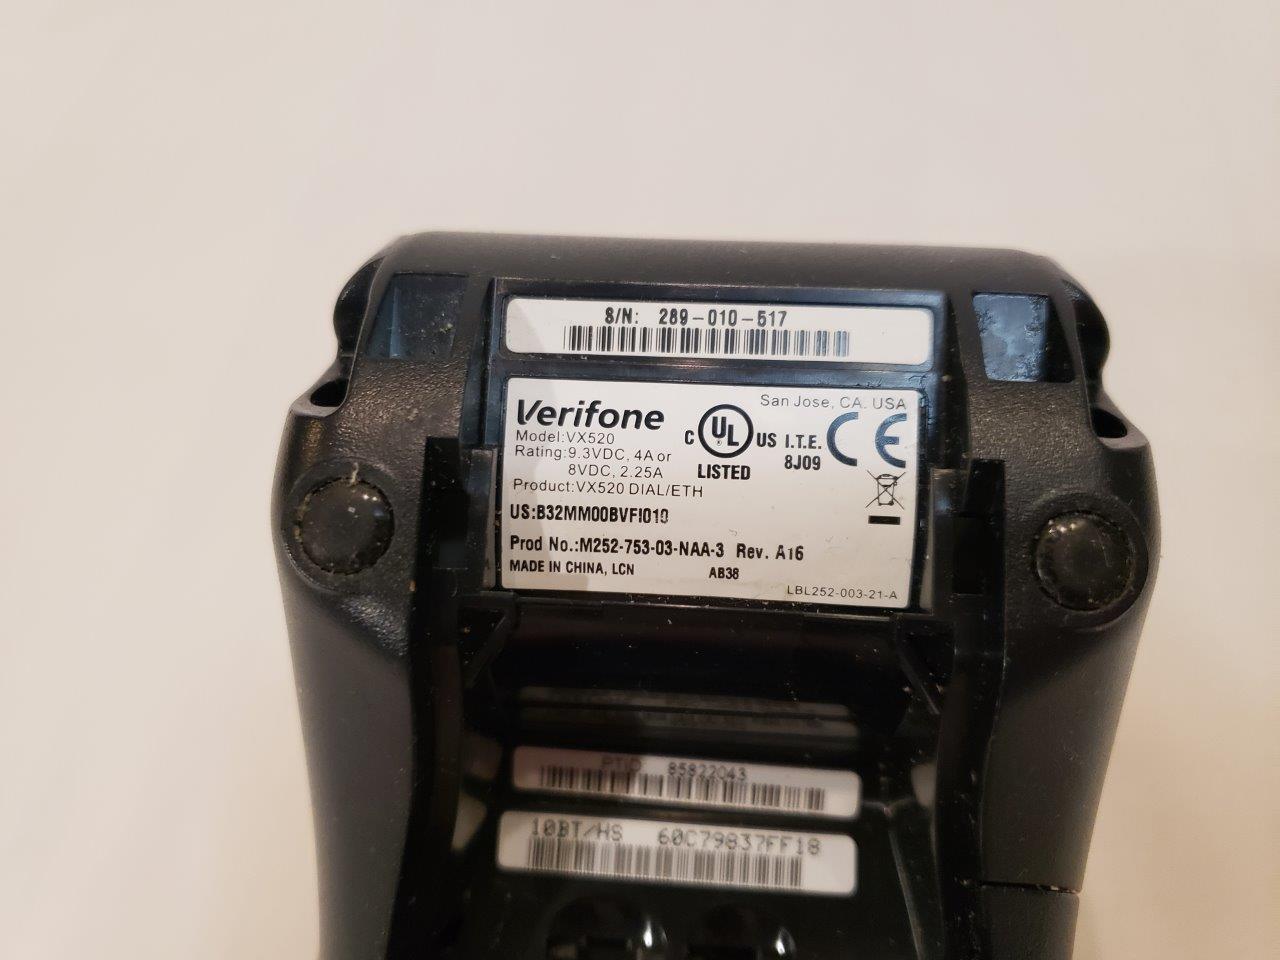 S/N: 289-010-517
Verifone
San Jose, CA. USA
Model:VX520
Rating:9.3VDC, 4A or
8VDC, 2.25A
Product:VX520 DIAL/ETH
C UL US
LISTED
I.T.E.
8J09
CE
US:B32MM00BVFI010
Prod No.:M252-753-03-NAA-3 Rev. A16
MADE IN CHINA, LCN AB38
LBL252-003-21-A
PTID 85822043
10BT/HS 60C79837FF18